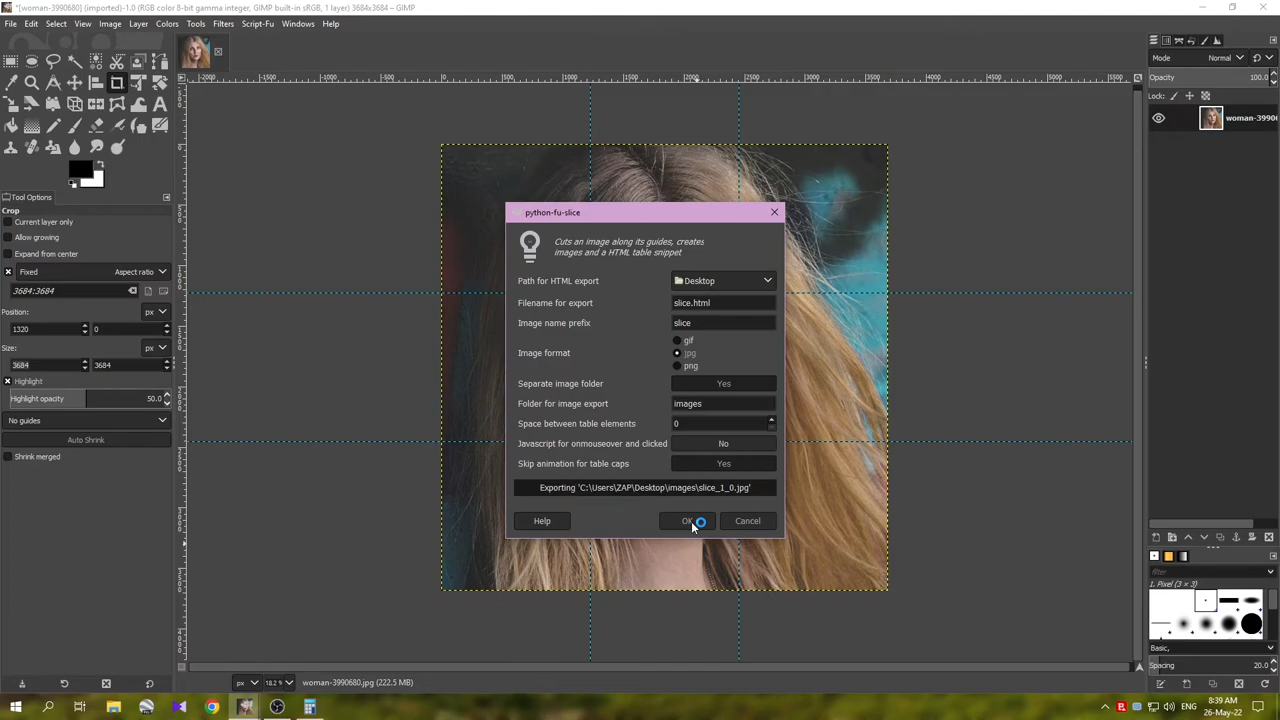 *[woman-3990680] (imported)-1.0 (RGB color 8-bit gamma integer, GIMP built-in sRGB, 1 layer) 3684x3684 – GIMP
File Edit Select View Image Layer Colors Tools Filters Script-Fu Windows Help
Mode Normal
Opacity 100.0
Lock:
woman-39906
Tool Options
Crop
Current layer only
Allow growing
Expand from center
Fixed Aspect ratio
3684:3684
Position: px
1320 0
Size: px
3684 3684
Highlight
Highlight opacity 50.0
No guides
Auto Shrink
Shrink merged
python-fu-slice
Cuts an image along its guides, creates
images and a HTML table snippet
Path for HTML export Desktop
Filename for export slice.html
Image name prefix slice
gif
Image format jpg
png
Separate image folder Yes
Folder for image export images
Space between table elements 0
Javascript for onmouseover and clicked No
Skip animation for table caps Yes
Exporting 'C:\Users\ZAP\Desktop\images\slice_1_0.jpg'
Help OK Cancel
filter
1. Pixel (3 × 3)
Basic,
Spacing 20.0
px 18.2 % woman-3990680.jpg (222.5 MB)
ENG
8:39 AM
26-May-22